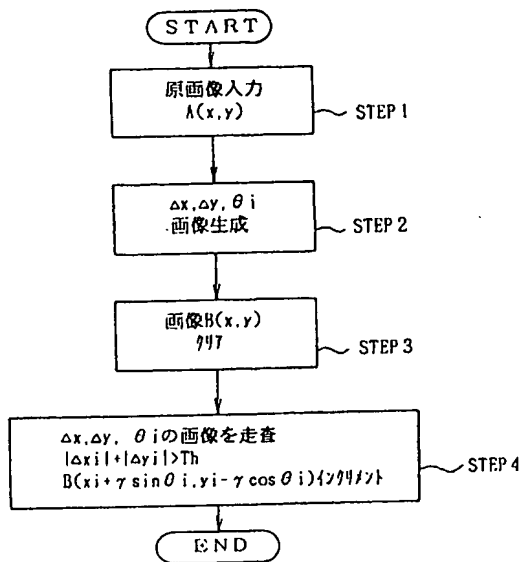 START
原画像入力
A(x,y)
STEP 1
Δx,Δy,θi
画像生成
STEP 2
画像B(x,y)
クリア
STEP 3
Δx,Δy, θiの画像を走査
|Δxi|+|Δyi|>Th
B(xi+γsinθi,yi-γcosθi)インクリメント
STEP 4
END